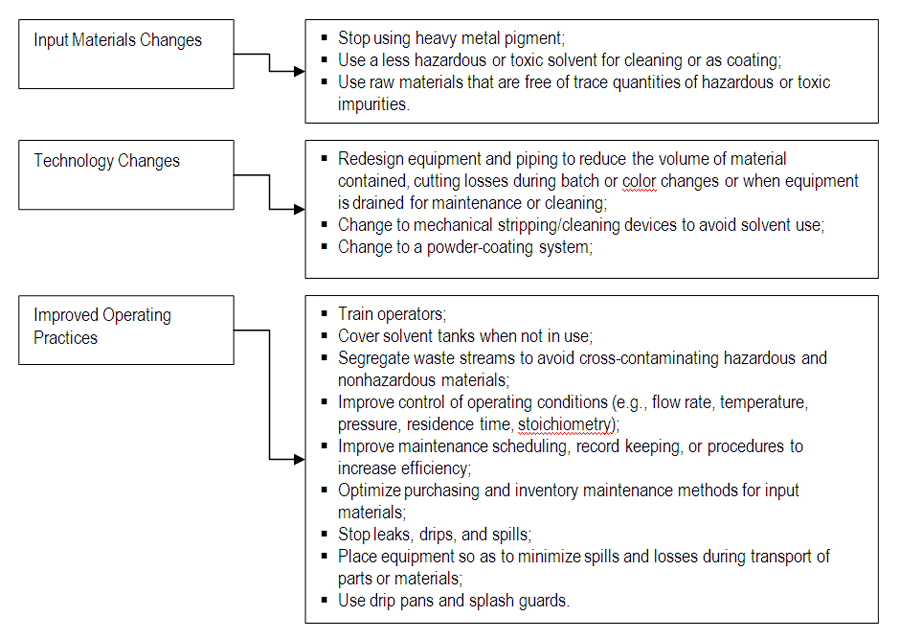 Input Materials Changes
▪ Stop using heavy metal pigment;
▪ Use a less hazardous or toxic solvent for cleaning or as coating;
▪ Use raw materials that are free of trace quantities of hazardous or toxic
impurities.
Technology Changes
▪ Redesign equipment and piping to reduce the volume of material
contained, cutting losses during batch or color changes or when equipment
is drained for maintenance or cleaning;
▪ Change to mechanical stripping/cleaning devices to avoid solvent use;
▪ Change to a powder-coating system;
Improved Operating
Practices
▪ Train operators;
▪ Cover solvent tanks when not in use;
▪ Segregate waste streams to avoid cross-contaminating hazardous and
nonhazardous materials;
▪ Improve control of operating conditions (e.g., flow rate, temperature,
pressure, residence time, stoichiometry);
▪ Improve maintenance scheduling, record keeping, or procedures to
increase efficiency;
▪ Optimize purchasing and inventory maintenance methods for input
materials;
▪ Stop leaks, drips, and spills;
▪ Place equipment so as to minimize spills and losses during transport of
parts or materials;
▪ Use drip pans and splash guards.